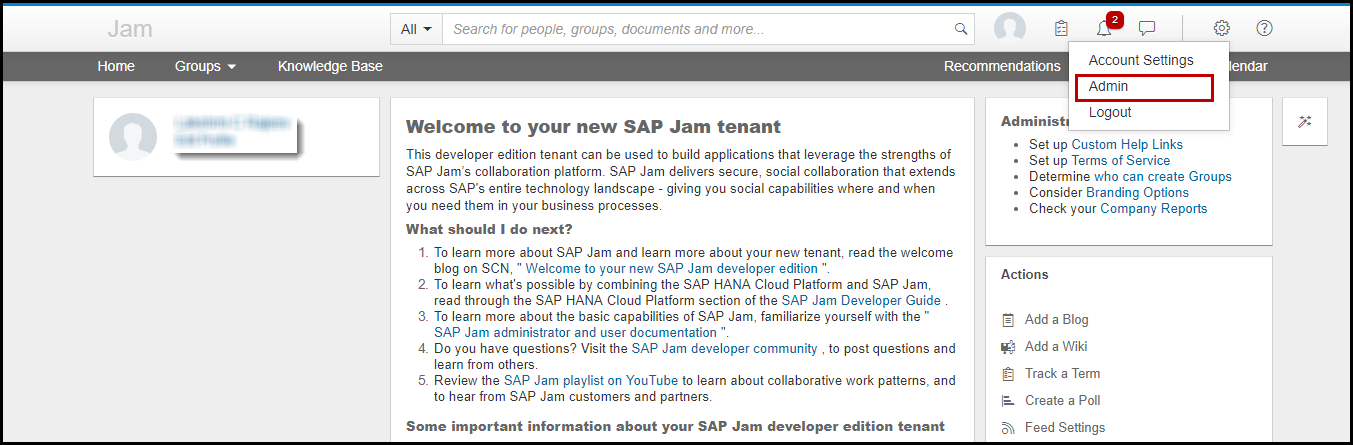 Jam
All
Search for people, groups, documents and more...
2
Home
Groups
Knowledge Base
Recommendations
lendar
Account Settings
Admin
Logout
Welcome to your new SAP Jam tenant
This developer edition tenant can be used to build applications that leverage the strengths of
SAP Jam's collaboration platform. SAP Jam delivers secure, social collaboration that extends
across SAP's entire technology landscape - giving you social capabilities where and when
you need them in your business processes.
What should I do next?
1. To learn more about SAP Jam and learn more about your new tenant, read the welcome
blog on SCN, " Welcome to your new SAP Jam developer edition ".
2. To learn what's possible by combining the SAP HANA Cloud Platform and SAP Jam,
read through the SAP HANA Cloud Platform section of the SAP Jam Developer Guide .
3. To learn more about the basic capabilities of SAP Jam, familiarize yourself with the "
SAP Jam administrator and user documentation ".
4. Do you have questions? Visit the SAP Jam developer community , to post questions and
learn from others.
5. Review the SAP Jam playlist on YouTube to learn about collaborative work patterns, and
to hear from SAP Jam customers and partners.
Some important information about your SAP Jam developer edition tenant
Administ
• Set up Custom Help Links
• Set up Terms of Service
• Determine who can create Groups
• Consider Branding Options
• Check your Company Reports
Actions
Add a Blog
Add a Wiki
Track a Term
Create a Poll
Feed Settings